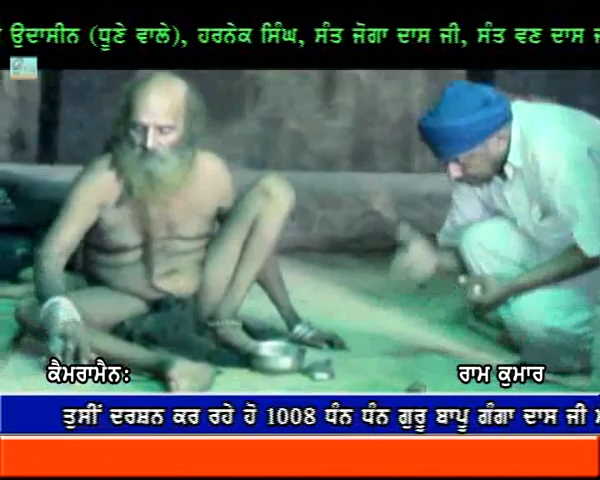 ਉਦਾਸੀਨ (ਧੂਣੇ ਵਾਲੇ), ਹਰਨੇਕ ਸਿੰਘ, ਸੰਤ ਜੋਗਾ ਦਾਸ ਜੀ, ਸੰਤ ਵਣ ਦਾਸ
ਕੈਮਰਾਮੈਨ: ਰਾਮ ਕੁਮਾਰ
ਤੁਸੀਂ ਦਰਸ਼ਨ ਕਰ ਰਹੇ ਹੋ 1008 ਧੰਨ ਧੰਨ ਗੁਰੂ ਬਾਪੂ ਗੰਗਾ ਦਾਸ ਜੀ